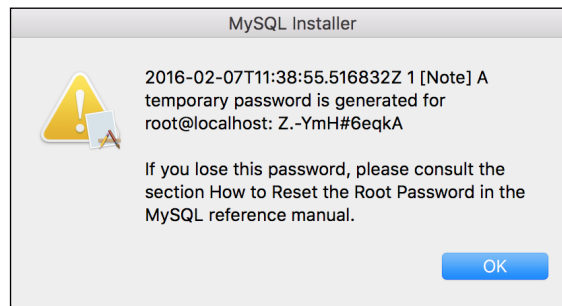 MySQL Installer
2016-02-07T11:38:55.516832Z 1 [Note] A
temporary password is generated for
root@localhost: Z.-YmH#6eqkA
If you lose this password, please consult the
section How to Reset the Root Password in the
MySQL reference manual.
OK